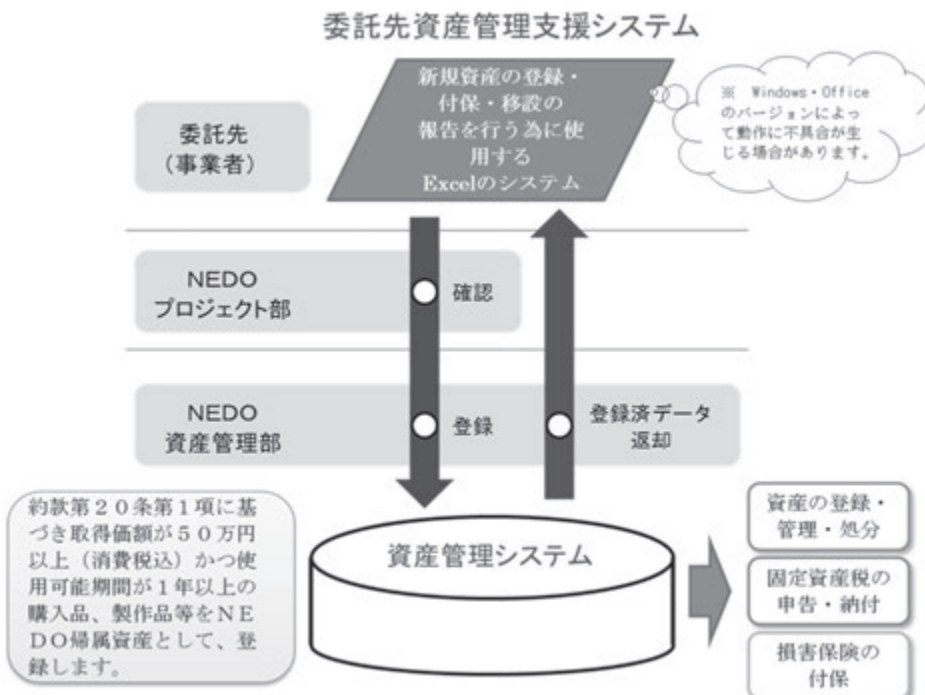 委託先資産管理支援システム
新規資産の登録・
付保・移設の
報告を行う為に使
用する
Excelのシステム
※ Windows・Office
のバージョンによっ
て動作に不具合が生
じる場合があります。
委託先
(事業者)
NEDO
プロジェクト部
確認
NEDO
資産管理部
登録
登録済データ
返却
約款第20条第1項に基
づき取得価額が50万円
以上(消費税込)かつ使
用可能期間が1年以上の
購入品、製作品等をNE
DO帰属資産として、登
録します。
資産管理システム
資産の登録・
管理・処分
固定資産税の
申告・納付
損害保険の
付保